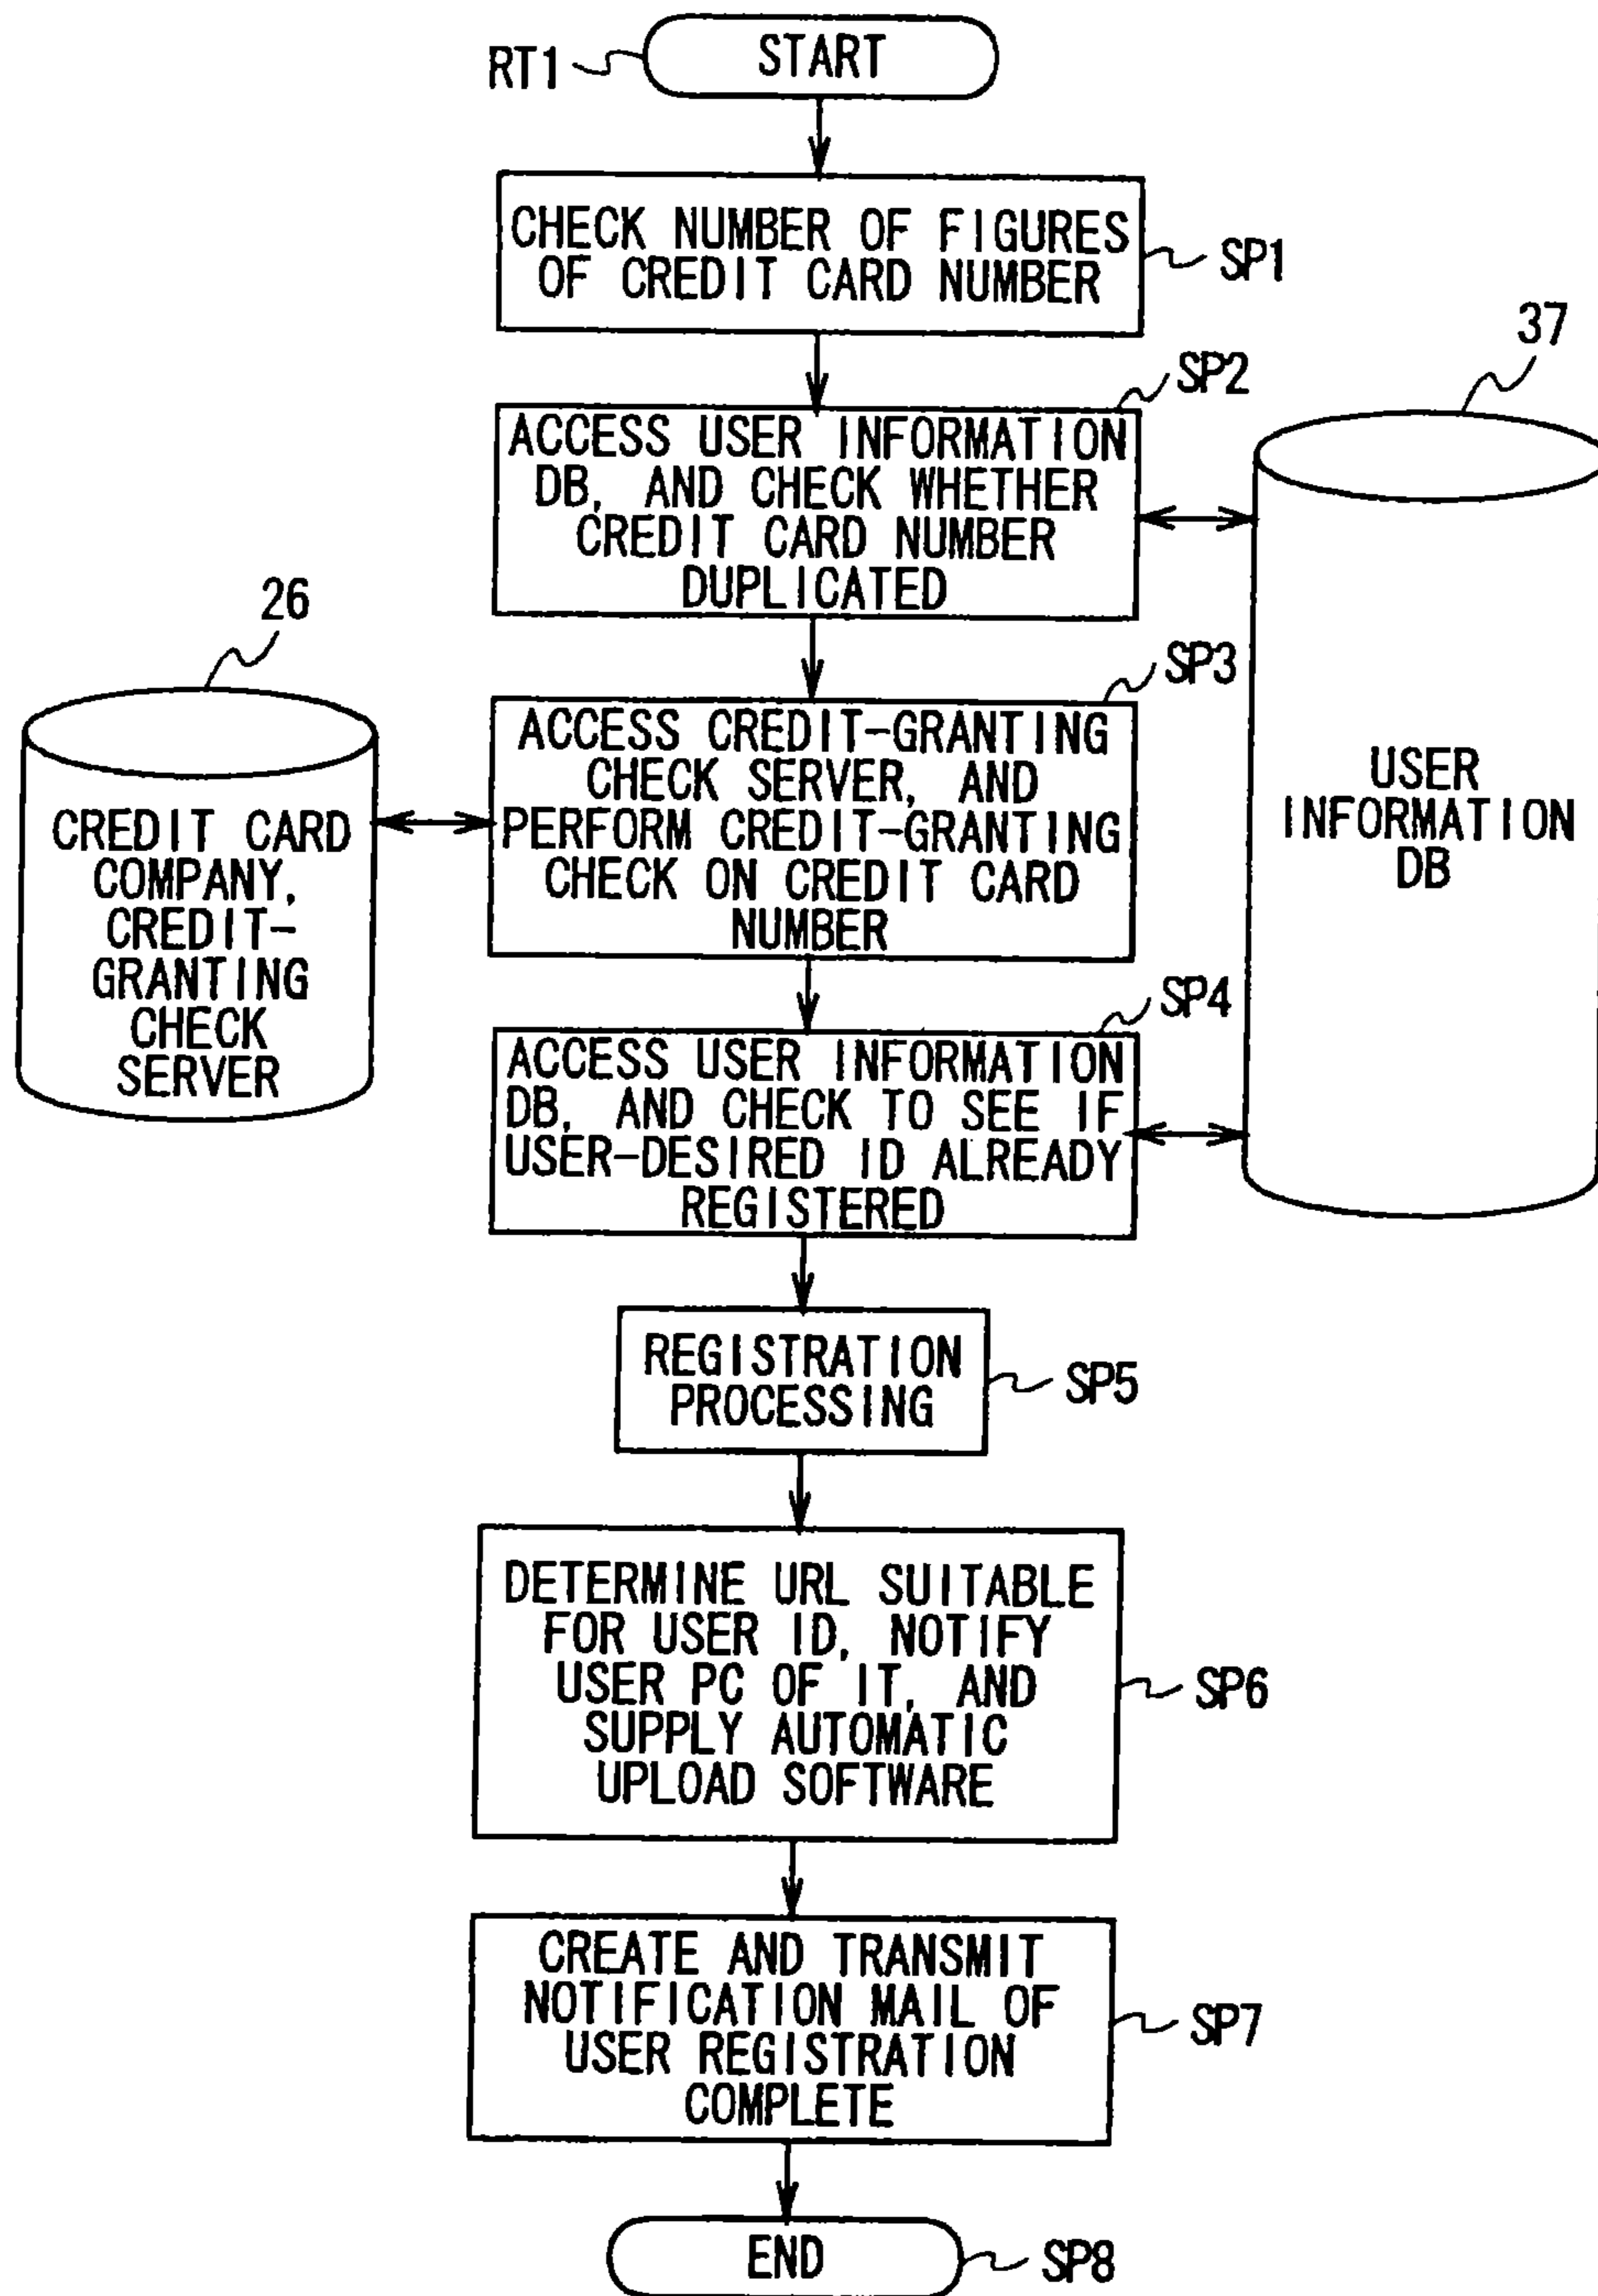 RT1
START
CHECK NUMBER OF FIGURES
OF CREDIT CARD NUMBER
SP1
SP2
ACCESS USER INFORMATION
DB, AND CHECK WHETHER
CREDIT CARD NUMBER
DUPLICATED
37
USER
INFORMATION
DB
26
CREDIT CARD
COMPANY,
CREDIT-
GRANTING
CHECK
SERVER
SP3
ACCESS CREDIT-GRANTING
CHECK SERVER, AND
PERFORM CREDIT-GRANTING
CHECK ON CREDIT CARD
NUMBER
SP4
ACCESS USER INFORMATION
DB, AND CHECK TO SEE IF
USER-DESIRED ID ALREADY
REGISTERED
REGISTRATION
PROCESSING
SP5
DETERMINE URL SUITABLE
FOR USER ID, NOTIFY
USER PC OF IT, AND
SUPPLY AUTOMATIC
UPLOAD SOFTWARE
SP6
CREATE AND TRANSMIT
NOTIFICATION MAIL OF
USER REGISTRATION
COMPLETE
SP7
END
SP8